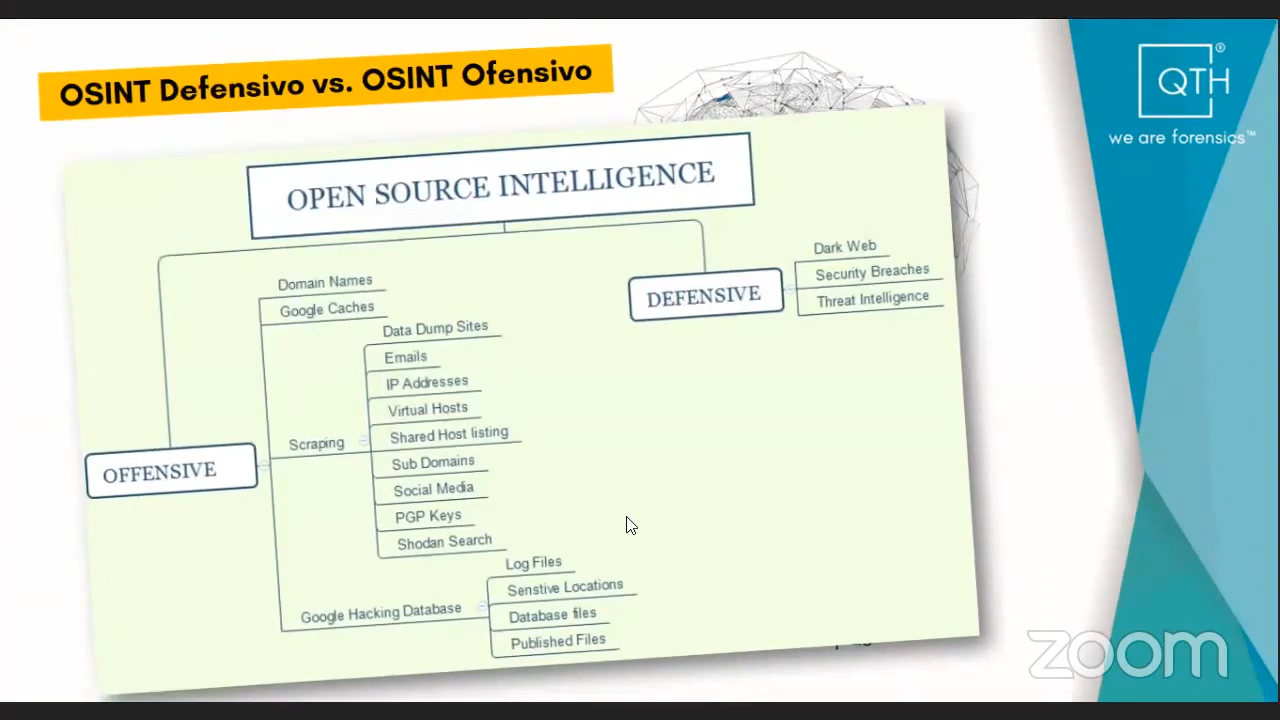 OSINT Defensivo vs. OSINT Ofensivo
QTH®
we are forensics™
OPEN SOURCE INTELLIGENCE
DEFENSIVE
Dark Web
Security Breaches
Threat Intelligence
OFFENSIVE
Domain Names
Google Caches
Scraping
Data Dump Sites
Emails
IP Addresses
Virtual Hosts
Shared Host listing
Sub Domains
Social Media
PGP Keys
Shodan Search
Google Hacking Database
Log Files
Senstive Locations
Database files
Published Files
zoom